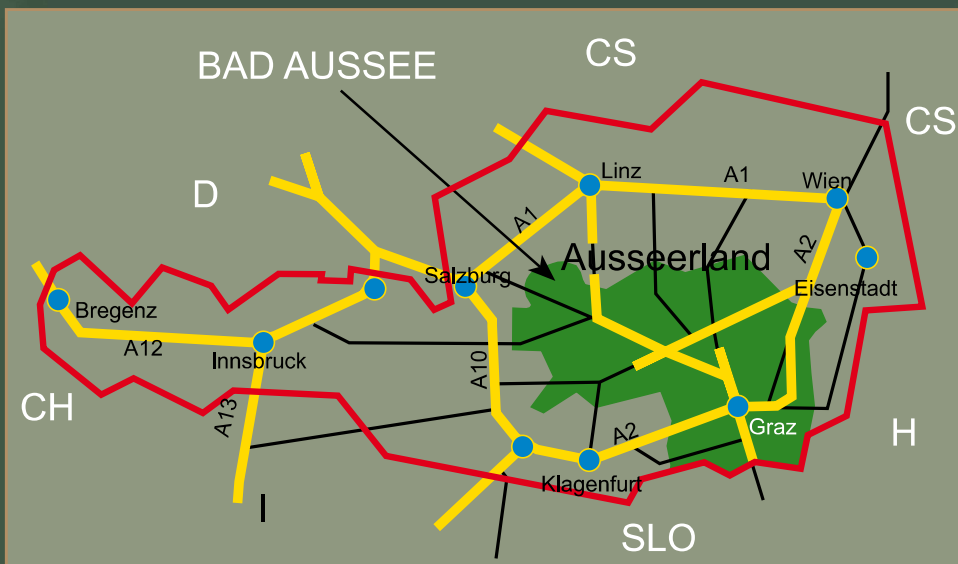 CS
BAD AUSSEE
CS
Linz
A1
Wien
D
A1
A2
Ausseerland
Salzburg
Eisenstadt
Bregenz
A12
Innsbruck
A10
CH
A13
A2
Graz
H
Klagenfurt
I
SLO